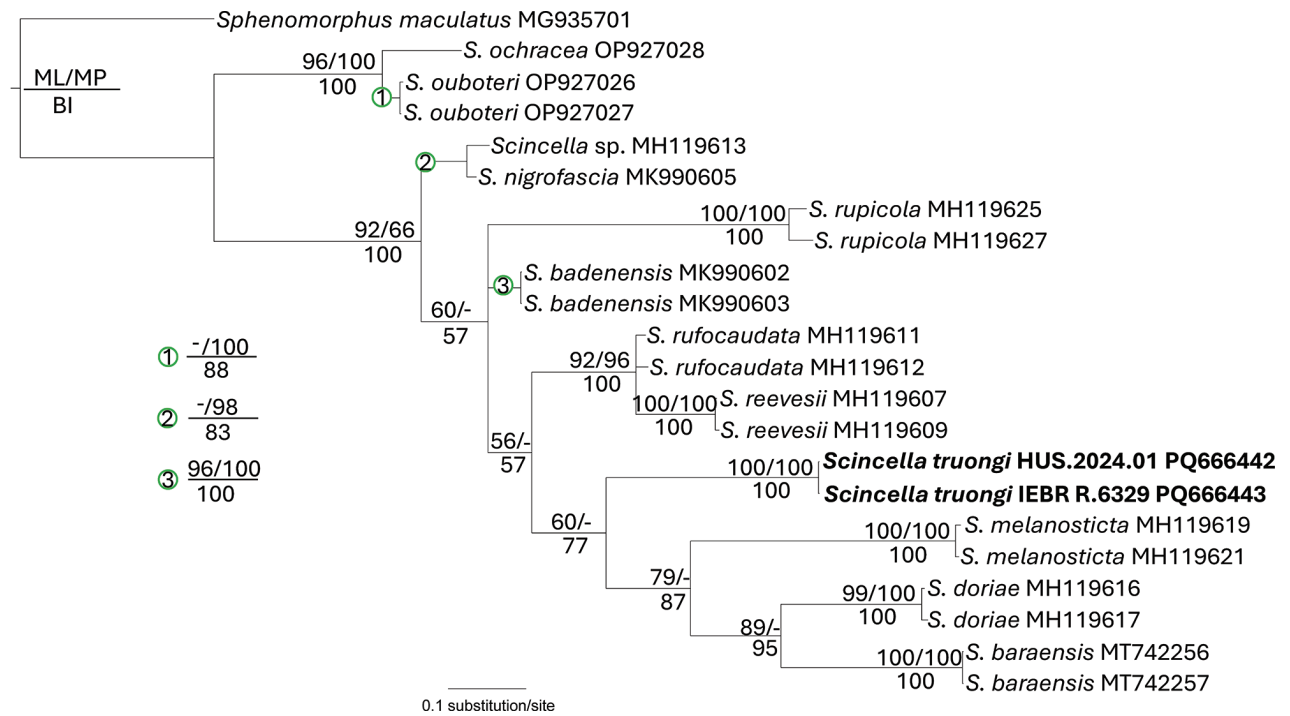 Sphenomorphus maculatus MG935701
S. ochracea OP927028
96/100
100
ML/MP
BI
S. ouboteri OP927026
1
S. ouboteri OP927027
Scincella sp. MH119613
2
S. nigrofascia MK990605
S. rupicola MH119625
100/100
100
S. rupicola MH119627
92/66
100
S. badenensis MK990602
3
S. badenensis MK990603
60/-
57
S. rufocaudata MH119611
1 -/100
88
92/96
100
S. rufocaudata MH119612
100/100
100
S. reevesii MH119607
2 -/98
83
S. reevesii MH119609
56/-
57
3 96/100
100
100/100
100
Scincella truongi HUS.2024.01 PQ666442
Scincella truongi IEBR R.6329 PQ666443
60/-
77
S. melanosticta MH119619
100/100
100
S. melanosticta MH119621
79/-
87
S. doriae MH119616
99/100
100
S. doriae MH119617
89/-
95
S. baraensis MT742256
100/100
100
S. baraensis MT742257
0.1 substitution/site